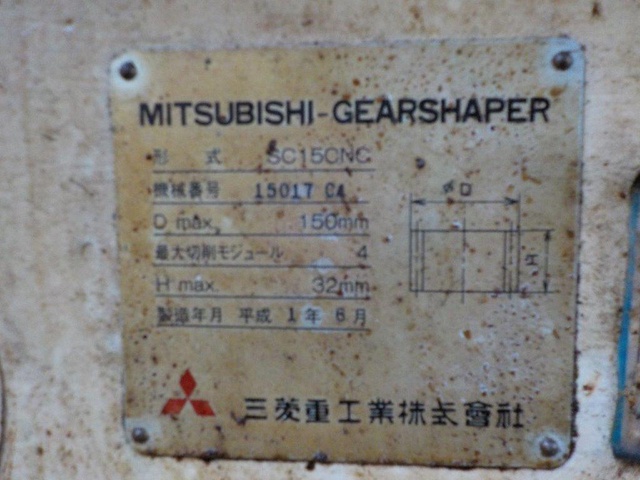 MITSUBISHI-GEARSHAPER
形 式 SC15CNC
機械番号 15017 C4
D max. 150mm
最大切削モジュール 4
H max. 32mm
製造年月 平成 1 年 6 月
φD
H
三菱重工業株式會社